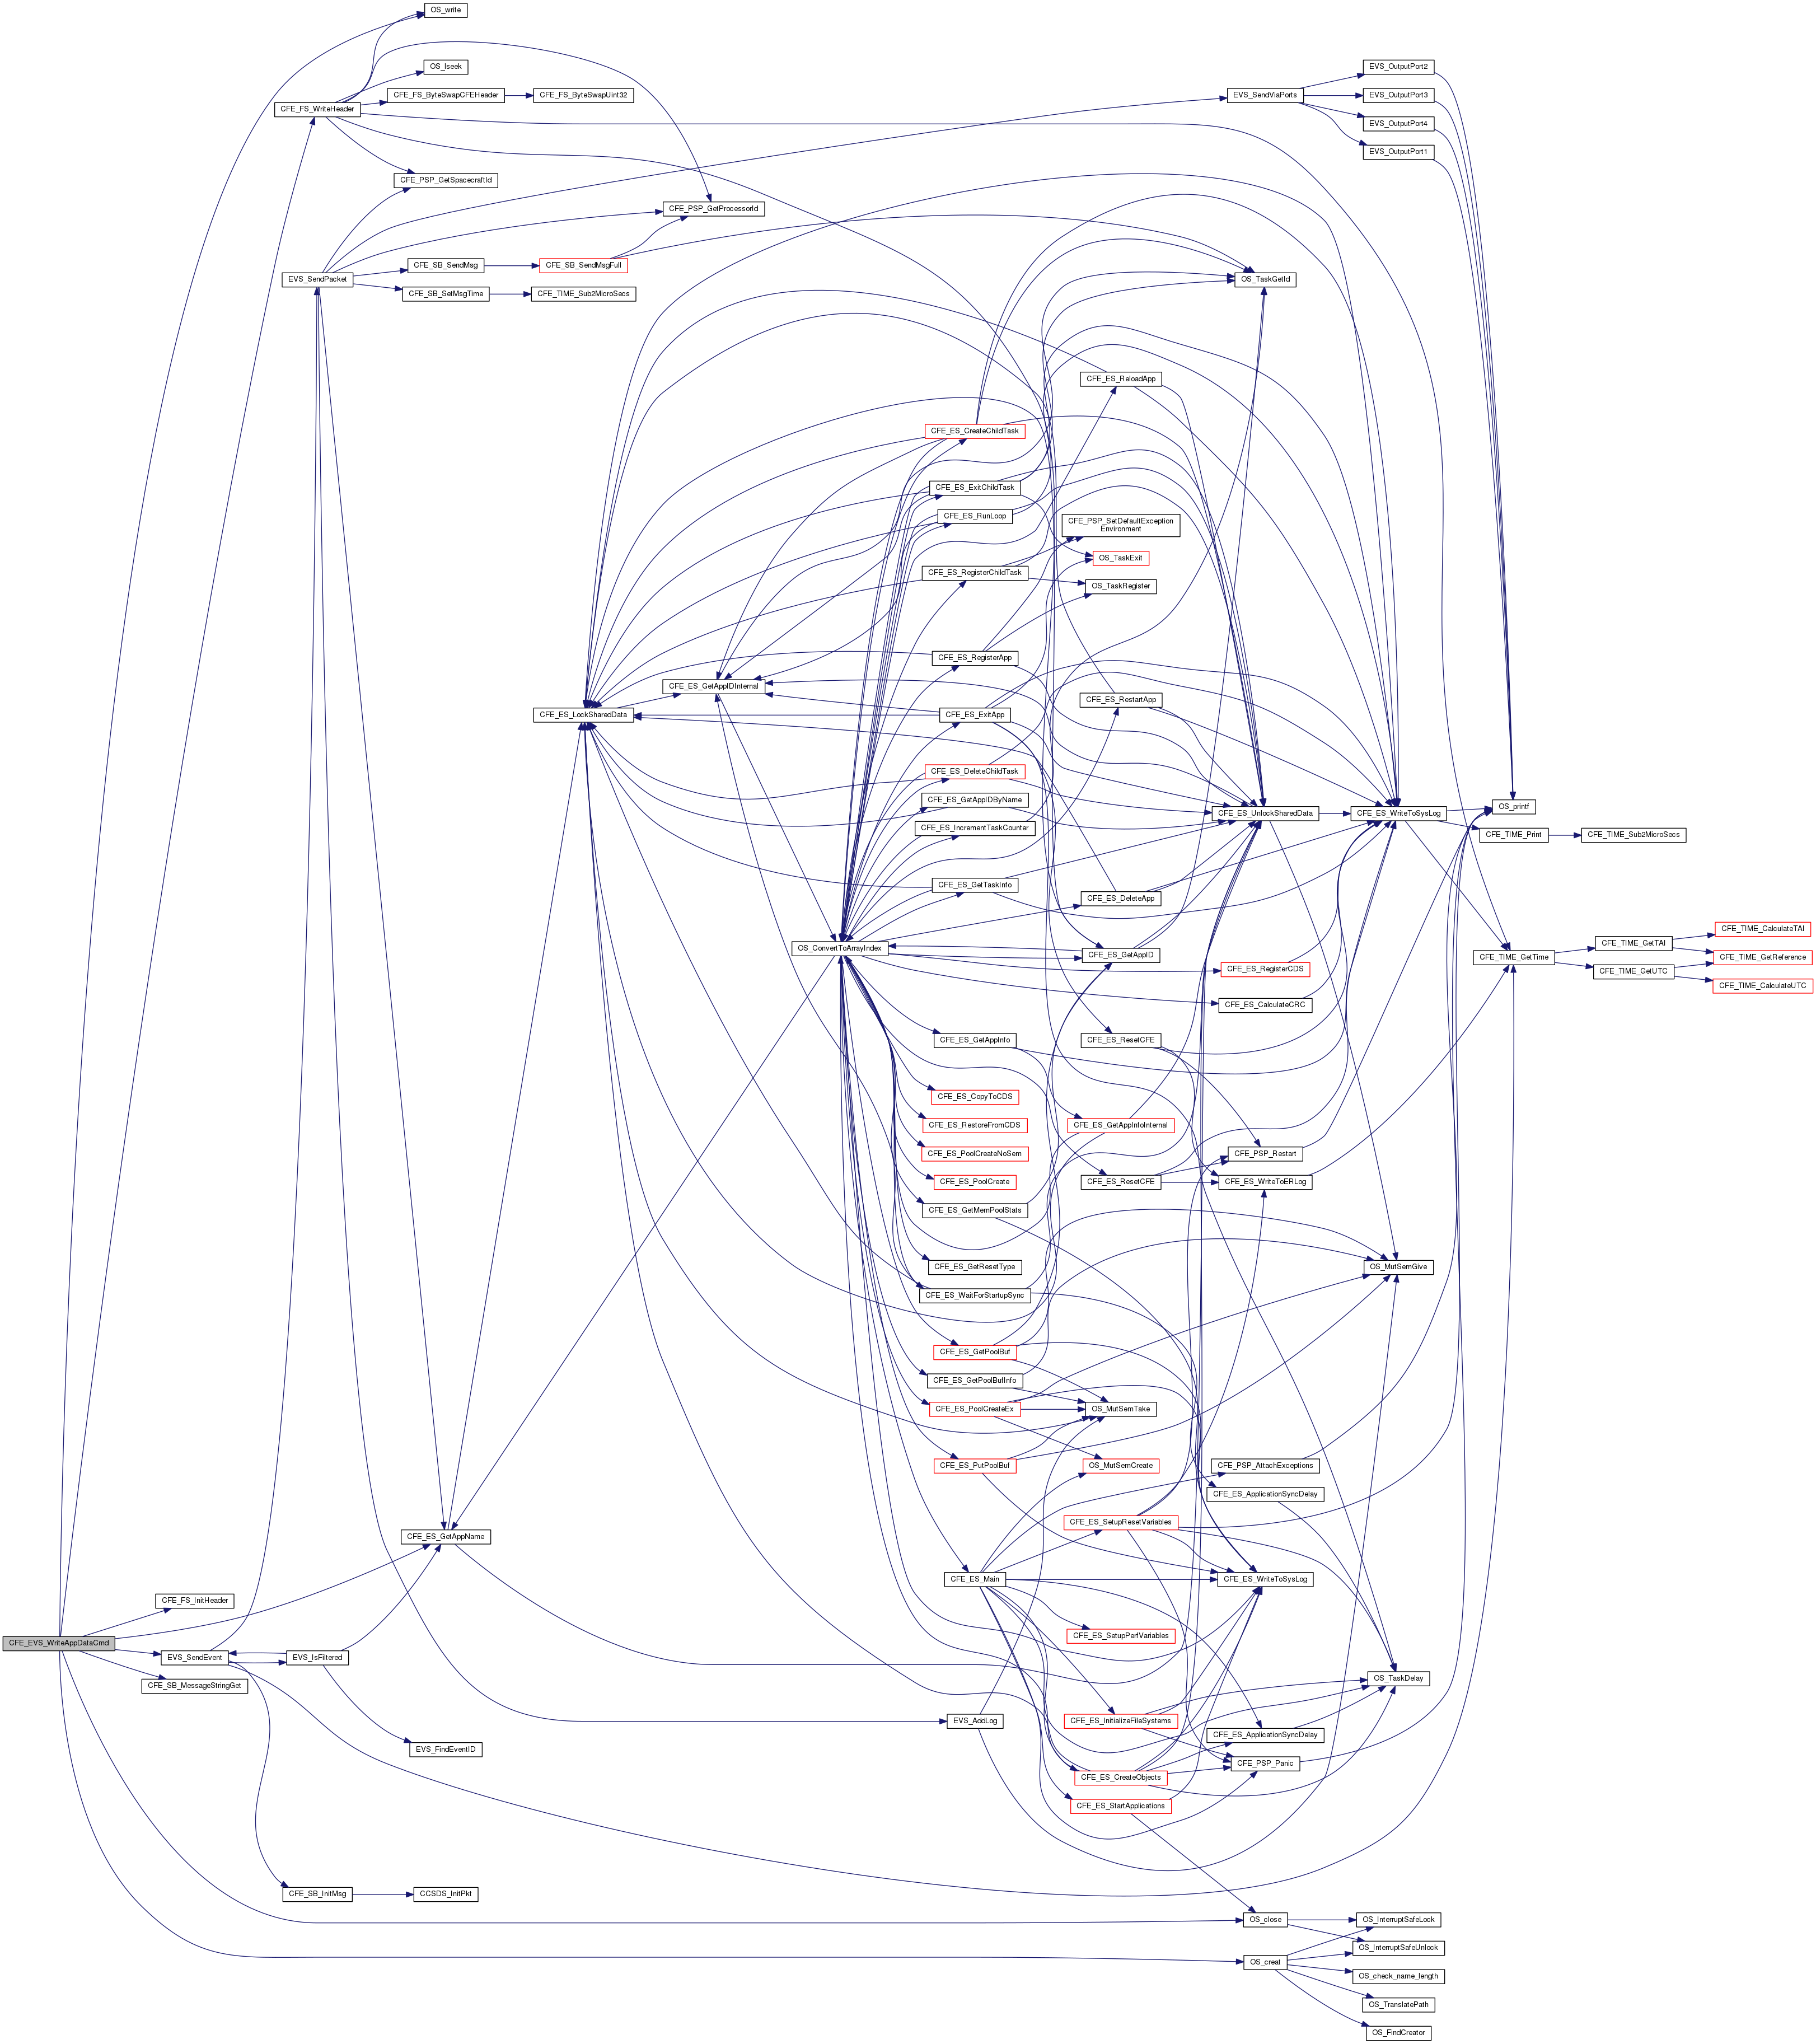 OS_write
OS_lseek
EVS_OutputPort2
CFE_FS_ByteSwapCFEHeader
CFE_FS_ByteSwapUint32
EVS_SendViaPorts
EVS_OutputPort3
CFE_FS_WriteHeader
EVS_OutputPort4
EVS_OutputPort1
CFE_PSP_GetSpacecraftId
CFE_PSP_GetProcessorId
CFE_SB_SendMsg
CFE_SB_SendMsgFull
EVS_SendPacket
OS_TaskGetId
CFE_SB_SetMsgTime
CFE_TIME_Sub2MicroSecs
CFE_ES_ReloadApp
CFE_ES_CreateChildTask
CFE_ES_ExitChildTask
CFE_ES_RunLoop
CFE_PSP_SetDefaultException
Environment
OS_TaskExit
CFE_ES_RegisterChildTask
OS_TaskRegister
CFE_ES_RegisterApp
CFE_ES_GetAppIDInternal
CFE_ES_RestartApp
CFE_ES_LockSharedData
CFE_ES_ExitApp
CFE_ES_DeleteChildTask
CFE_ES_GetAppIDByName
OS_printf
CFE_ES_UnlockSharedData
CFE_ES_WriteToSysLog
CFE_ES_IncrementTaskCounter
CFE_TIME_Print
CFE_TIME_Sub2MicroSecs
CFE_ES_GetTaskInfo
CFE_ES_DeleteApp
CFE_TIME_CalculateTAI
CFE_TIME_GetTAI
OS_ConvertToArrayIndex
CFE_ES_GetAppID
CFE_TIME_GetTime
CFE_TIME_GetReference
CFE_ES_RegisterCDS
CFE_TIME_GetUTC
CFE_TIME_CalculateUTC
CFE_ES_CalculateCRC
CFE_ES_GetAppInfo
CFE_ES_ResetCFE
CFE_ES_CopyToCDS
CFE_ES_RestoreFromCDS
CFE_ES_GetAppInfoInternal
CFE_ES_PoolCreateNoSem
CFE_PSP_Restart
CFE_ES_PoolCreate
CFE_ES_ResetCFE
CFE_ES_WriteToERLog
CFE_ES_GetMemPoolStats
CFE_ES_GetResetType
OS_MutSemGive
CFE_ES_WaitForStartupSync
CFE_ES_GetPoolBuf
CFE_ES_GetPoolBufInfo
CFE_ES_PoolCreateEx
OS_MutSemTake
CFE_ES_PutPoolBuf
OS_MutSemCreate
CFE_PSP_AttachExceptions
CFE_ES_ApplicationSyncDelay
CFE_ES_SetupResetVariables
CFE_ES_GetAppName
CFE_ES_Main
CFE_ES_WriteToSysLog
CFE_FS_InitHeader
CFE_ES_SetupPerfVariables
CFE_EVS_WriteAppDataCmd
EVS_SendEvent
EVS_IsFiltered
CFE_SB_MessageStringGet
OS_TaskDelay
EVS_AddLog
CFE_ES_InitializeFileSystems
CFE_ES_ApplicationSyncDelay
EVS_FindEventID
CFE_PSP_Panic
CFE_ES_CreateObjects
CFE_ES_StartApplications
CFE_SB_InitMsg
CCSDS_InitPkt
OS_close
OS_InterruptSafeLock
OS_InterruptSafeUnlock
OS_creat
OS_check_name_length
OS_TranslatePath
OS_FindCreator